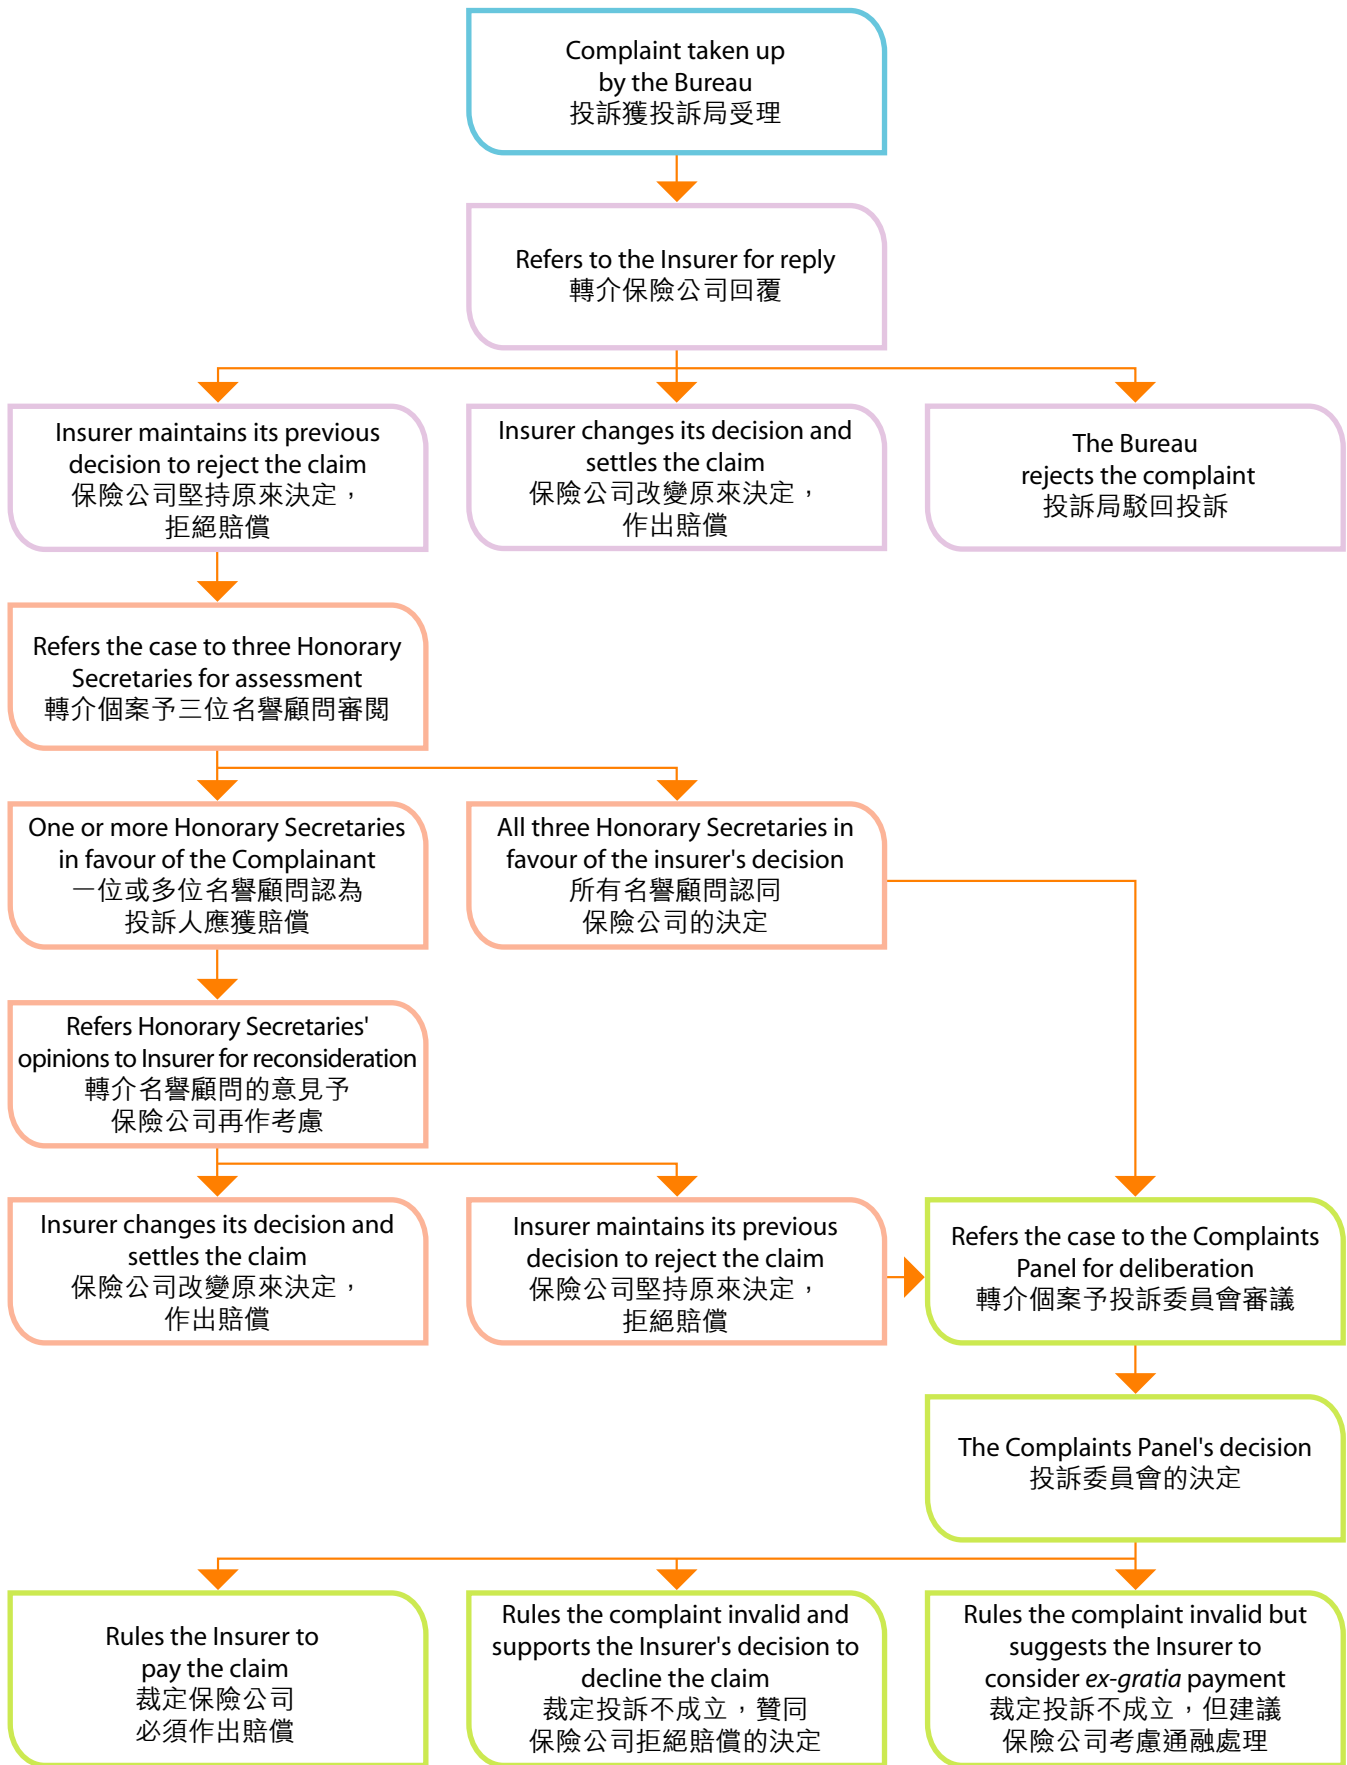 Complaint taken up
by the Bureau
投訴獲投訴局受理
Refers to the Insurer for reply
轉介保險公司回覆
Insurer maintains its previous
decision to reject the claim
保險公司堅持原來決定，
拒絕賠償
Insurer changes its decision and
settles the claim
保險公司改變原來決定，
作出賠償
The Bureau
rejects the complaint
投訴局駁回投訴
Refers the case to three Honorary
Secretaries for assessment
轉介個案予三位名譽顧問審閱
One or more Honorary Secretaries
in favour of the Complainant
一位或多位名譽顧問認為
投訴人應獲賠償
All three Honorary Secretaries in
favour of the insurer's decision
所有名譽顧問認同
保險公司的決定
Refers Honorary Secretaries'
opinions to Insurer for reconsideration
轉介名譽顧問的意見予
保險公司再作考慮
Insurer changes its decision and
settles the claim
保險公司改變原來決定，
作出賠償
Insurer maintains its previous
decision to reject the claim
保險公司堅持原來決定，
拒絕賠償
Refers the case to the Complaints
Panel for deliberation
轉介個案予投訴委員會審議
The Complaints Panel's decision
投訴委員會的決定
Rules the Insurer to
pay the claim
裁定保險公司
必須作出賠償
Rules the complaint invalid and
supports the Insurer's decision to
decline the claim
裁定投訴不成立，贊同
保險公司拒絕賠償的決定
Rules the complaint invalid but
suggests the Insurer to
consider ex-gratia payment
裁定投訴不成立，但建議
保險公司考慮通融處理